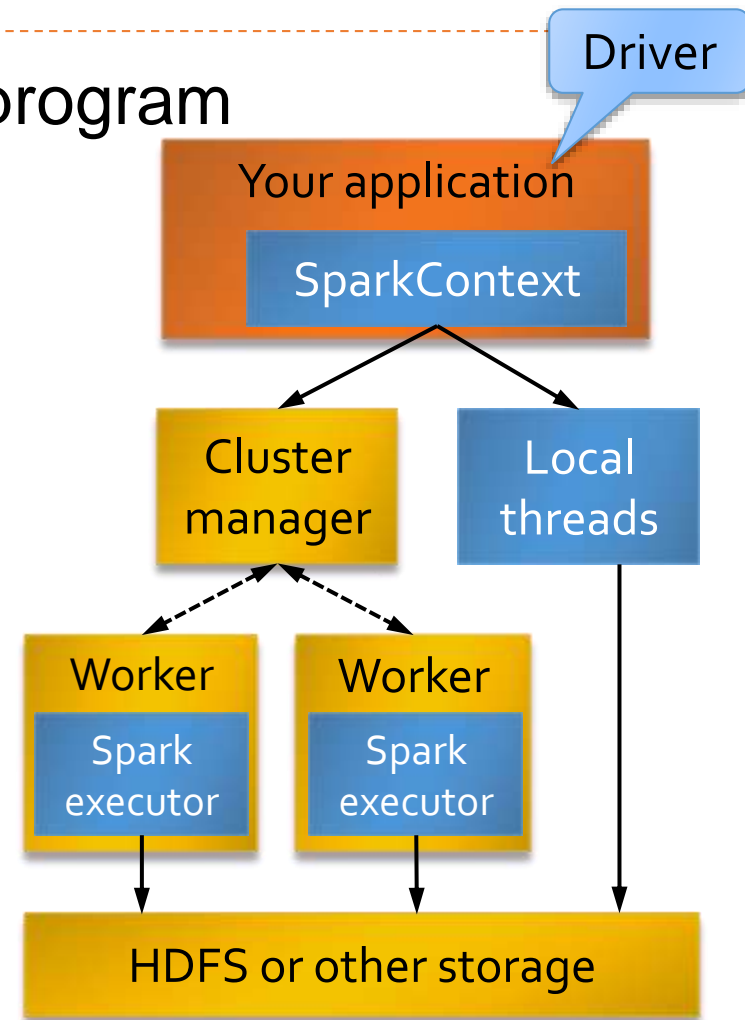 Driver
program
Your application
SparkContext
Cluster
manager
Local
threads
Worker
Worker
Spark
executor
Spark
executor
HDFS or other storage